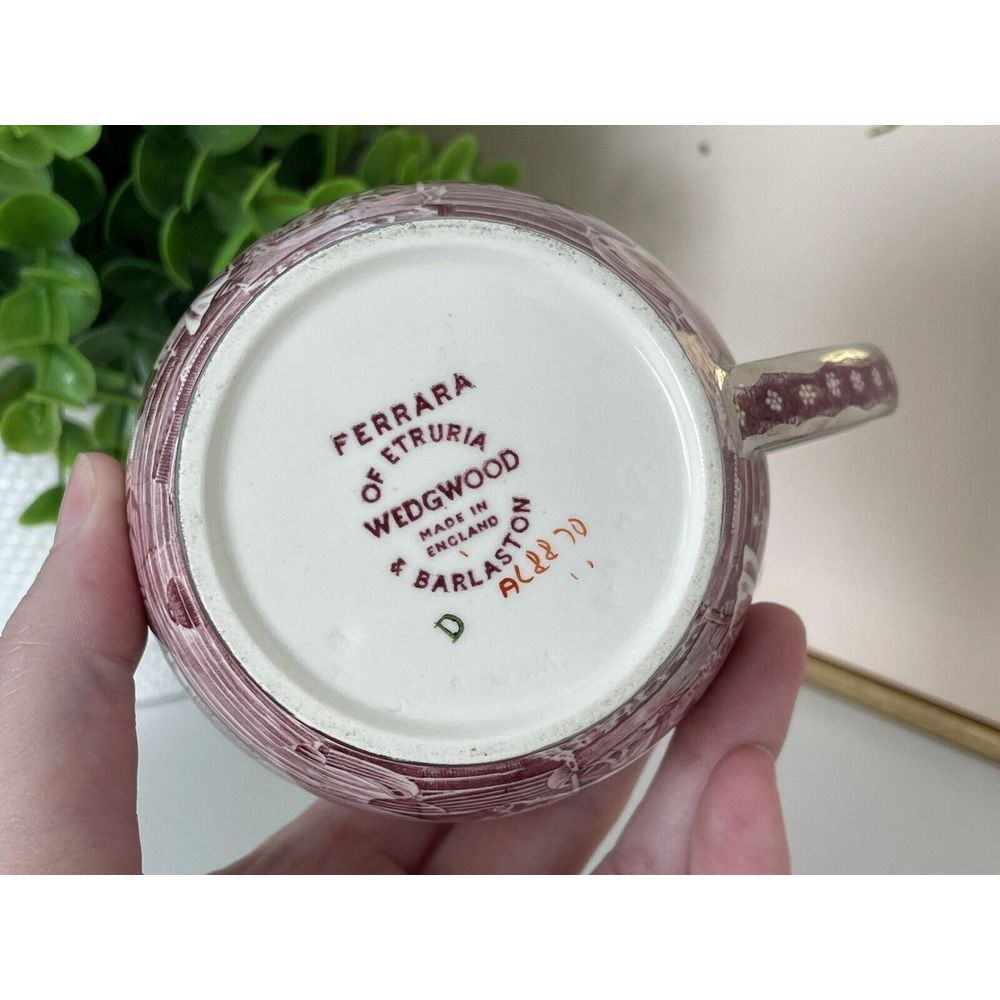 FERRARA
OF ETRURIA
WEDGWOOD
MADE IN
ENGLAND
& BARLASTON
AL8870
D